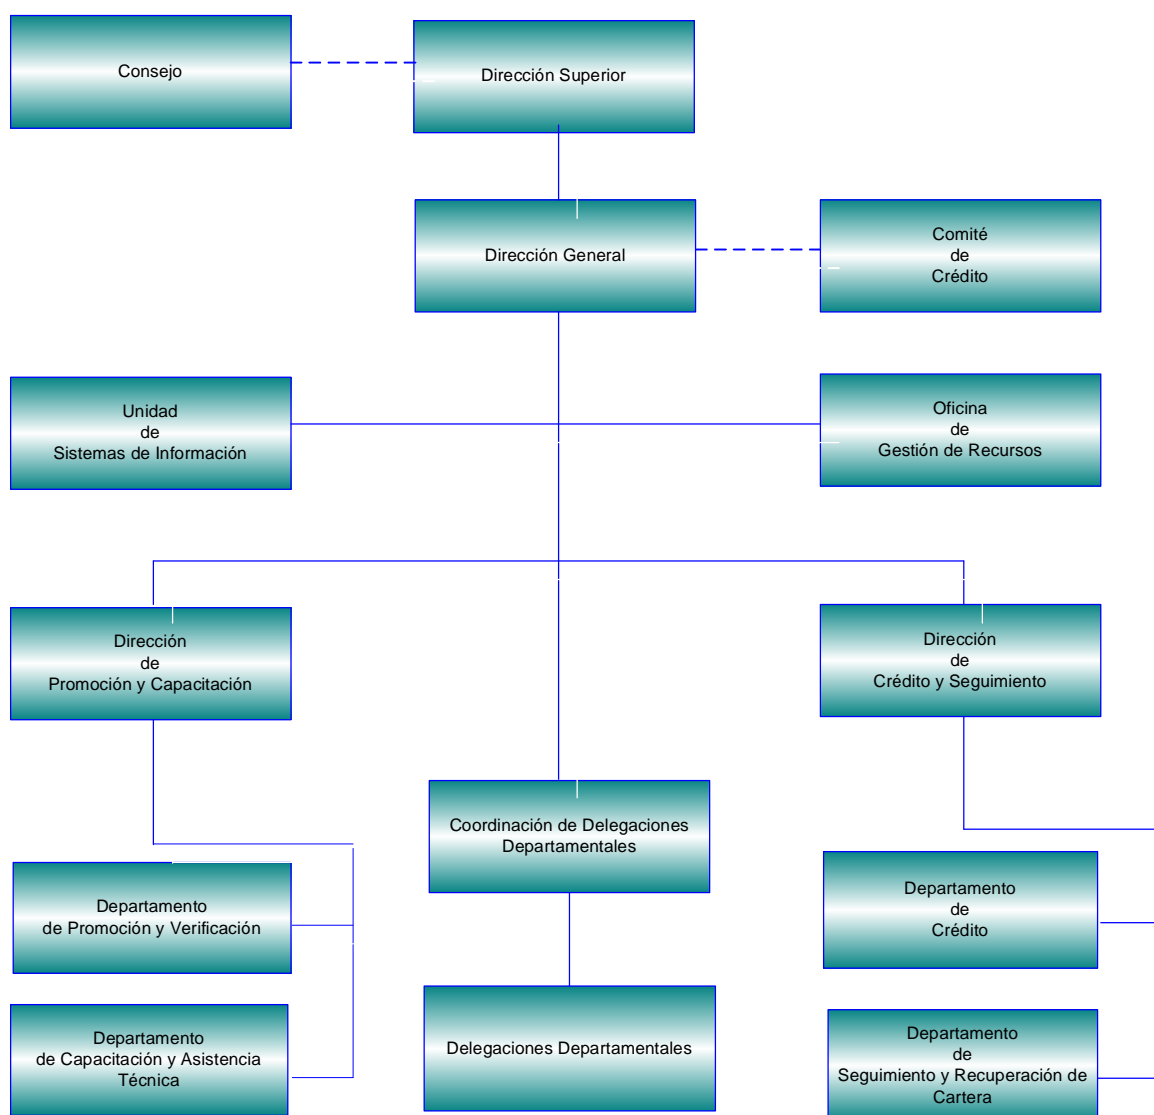 Consejo
Dirección Superior
Dirección General
Comité
de
Crédito
Unidad
de
Sistemas de Información
Oficina
de
Gestión de Recursos
Dirección
de
Promoción y Capacitación
Dirección
de
Crédito y Seguimiento
Coordinación de Delegaciones
Departamentales
Departamento
de Promoción y Verificación
Departamento
de
Crédito
Departamento
de Capacitación y Asistencia
Técnica
Delegaciones Departamentales
Departamento
de
Seguimiento y Recuperación de
Cartera